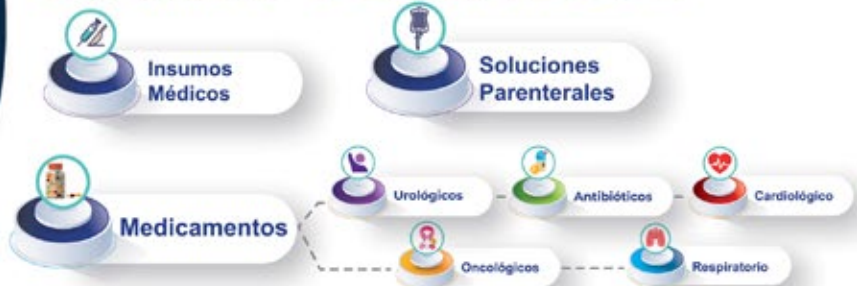 Insumos
Médicos
Soluciones
Parenterales
Medicamentos
Urológicos
Antibióticos
Cardiológico
Oncológicos
Respiratorio